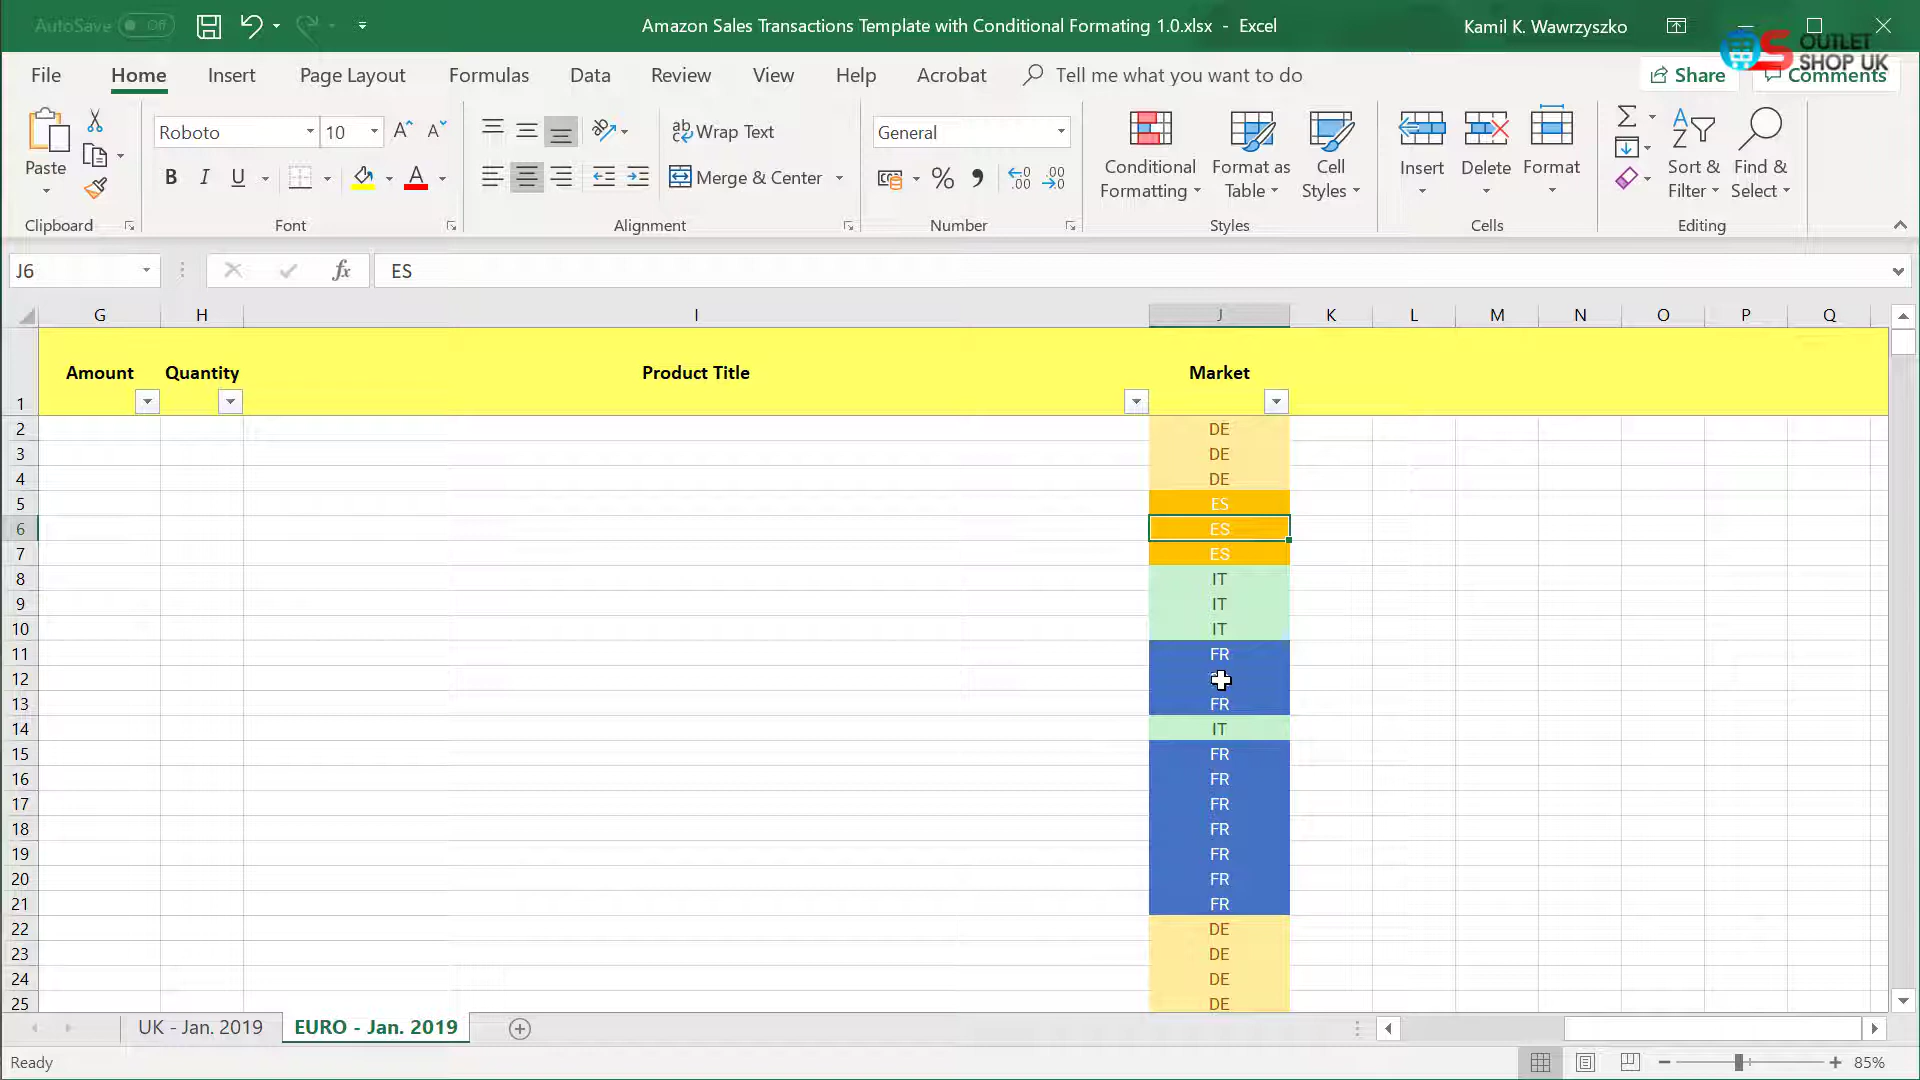 AutoSave Off
Amazon Sales Transactions Template with Conditional Formating 1.0.xlsx - Excel
Kamil K. Wawrzyszko
OUTLET
SHOP UK
File Home Insert Page Layout Formulas Data Review View Help Acrobat Tell me what you want to do Share Comments
Paste
Clipboard
Roboto 10
B I U
Font
Wrap Text
Merge & Center
Alignment
General
Number
Conditional
Formatting
Format as
Table
Cell
Styles
Styles
Insert
Delete
Format
Cells
Sort &
Filter
Find &
Select
Editing
J6 fx ES
G H I J K L M N O P Q
1 Amount Quantity Product Title Market
2 DE
3 DE
4 DE
5 ES
6 ES
7 ES
8 IT
9 IT
10 IT
11 FR
12
13 FR
14 IT
15 FR
16 FR
17 FR
18 FR
19 FR
20 FR
21 FR
22 DE
23 DE
24 DE
25 DE
UK - Jan. 2019 EURO - Jan. 2019
Ready 85%